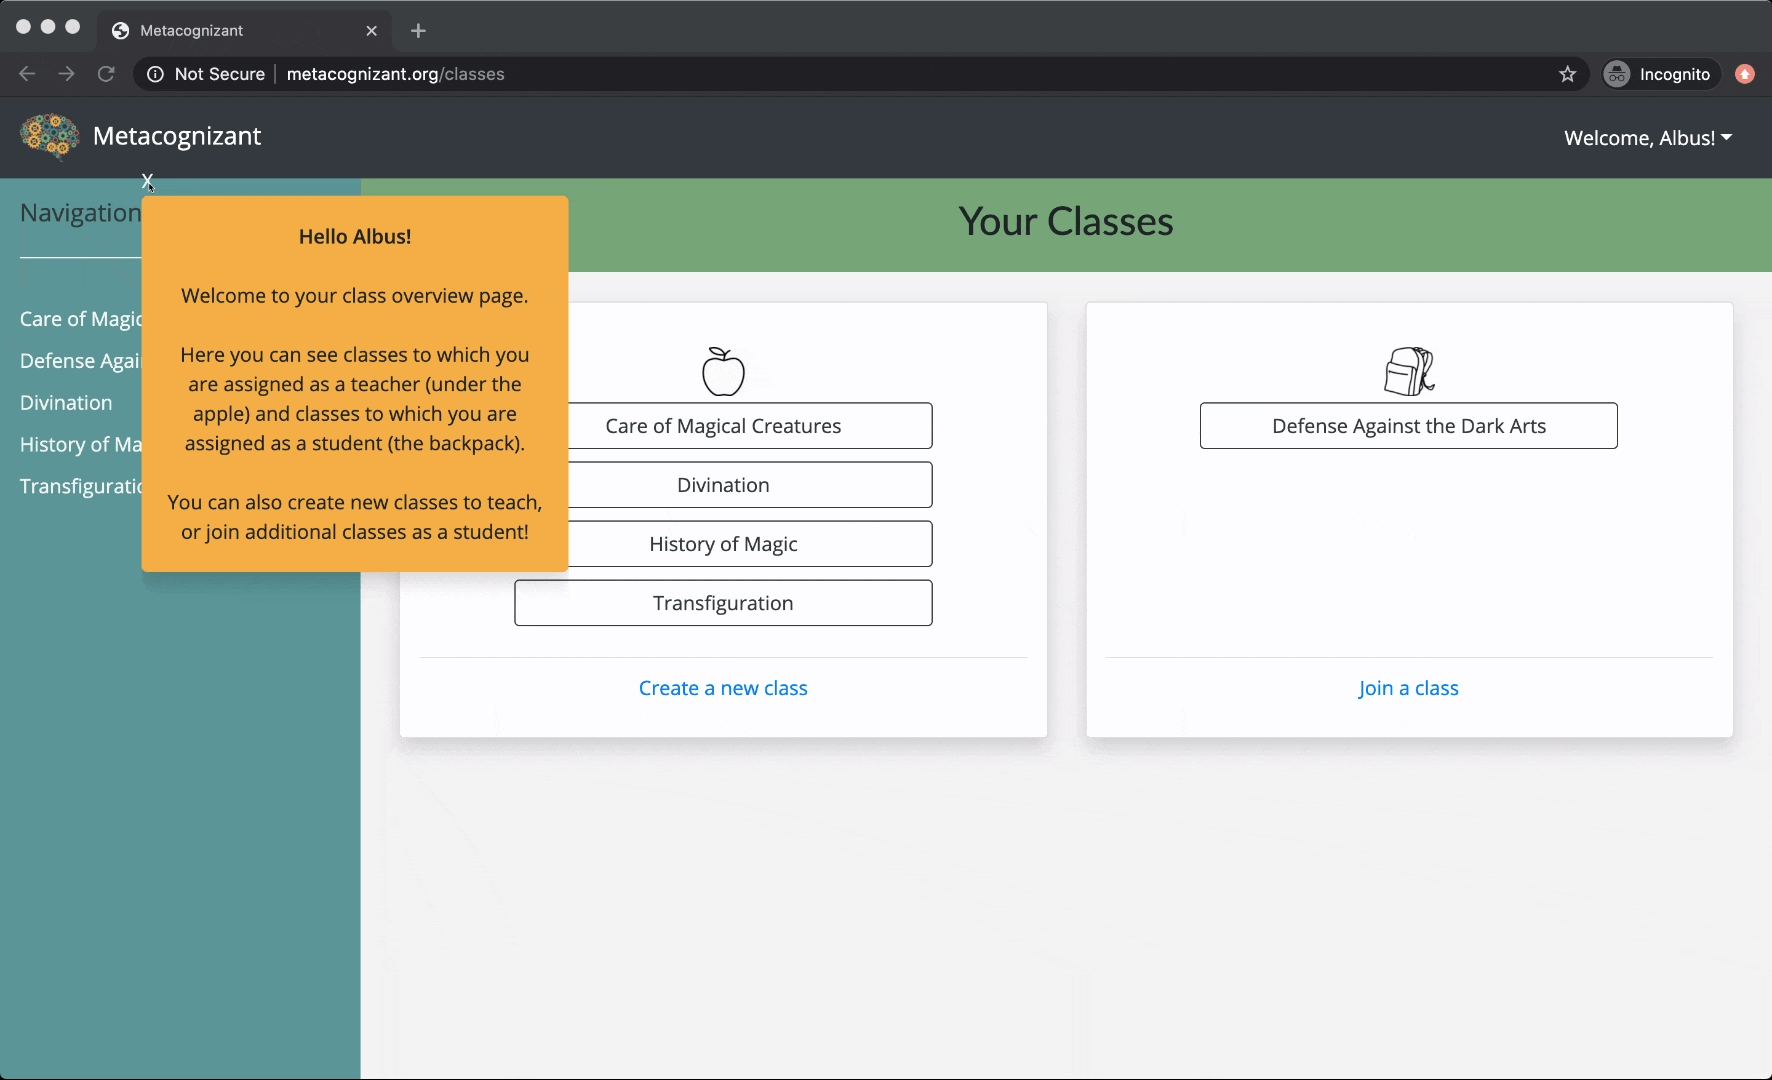 Metacognizant
Not Secure
metacognizant.org/classes
Incognito
Metacognizant
Welcome, Albus!
X
Navigation
Your Classes
Hello Albus!
Welcome to your class overview page.
Here you can see classes to which you
are assigned as a teacher (under the
apple) and classes to which you are
assigned as a student (the backpack).
You can also create new classes to teach,
or join additional classes as a student!
Care of Magic
Defense Agai
Divination
History of Ma
Transfiguratio
Care of Magical Creatures
Divination
History of Magic
Transfiguration
Create a new class
Defense Against the Dark Arts
Join a class